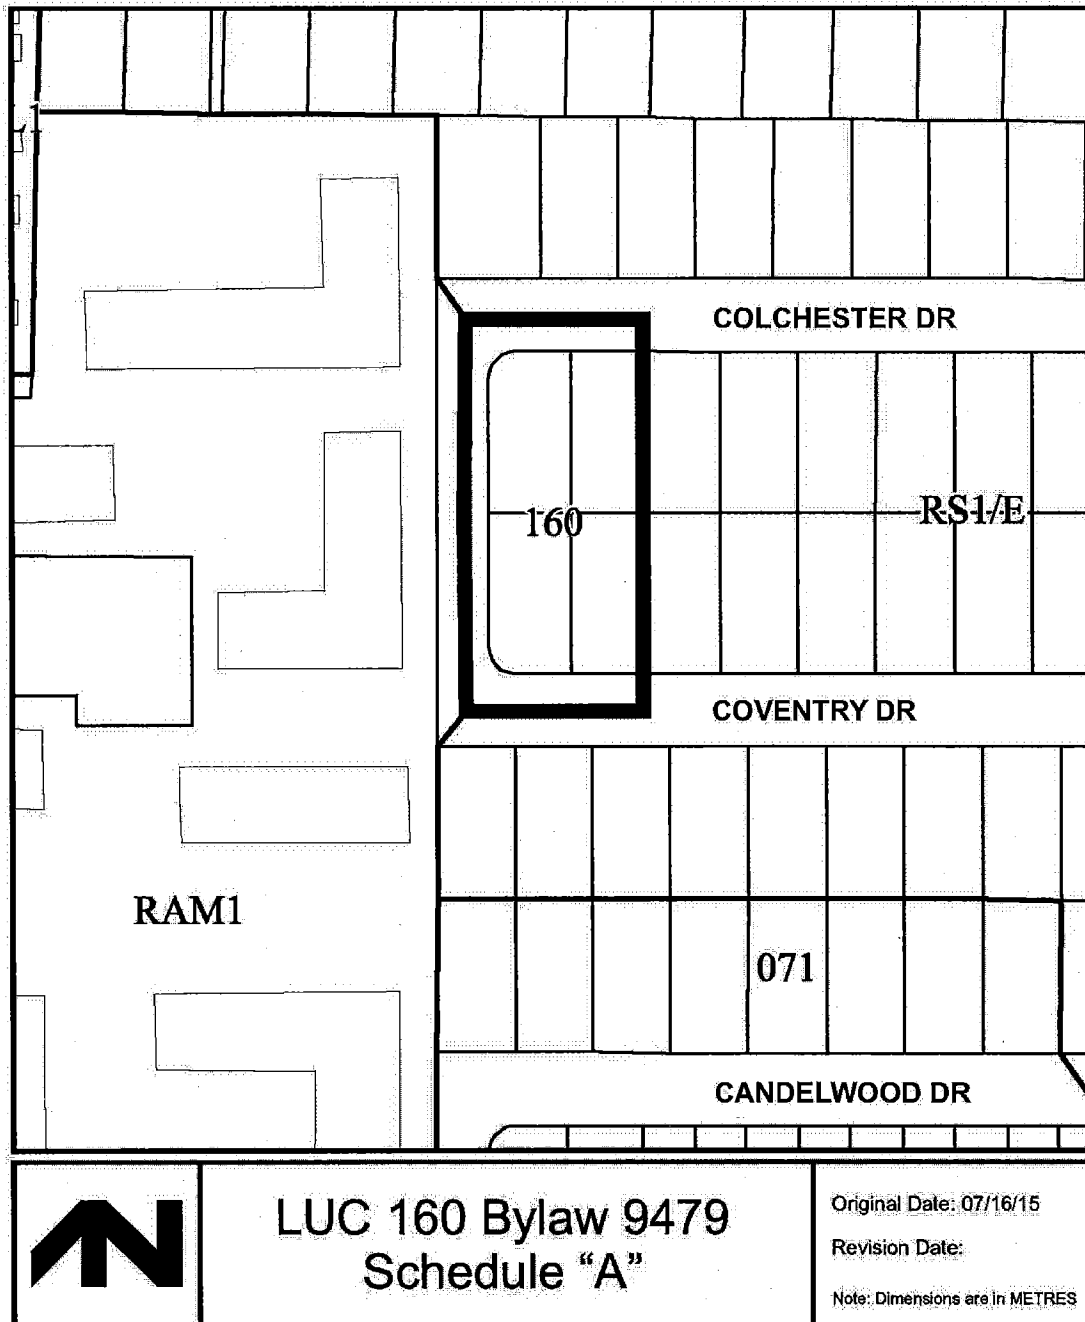 COLCHESTER DR
160
RS1/E
COVENTRY DR
RAM1
071
CANDELWOOD DR
N
LUC 160 Bylaw 9479
Schedule “A”
Original Date: 07/16/15
Revision Date:
Note: Dimensions are in METRES